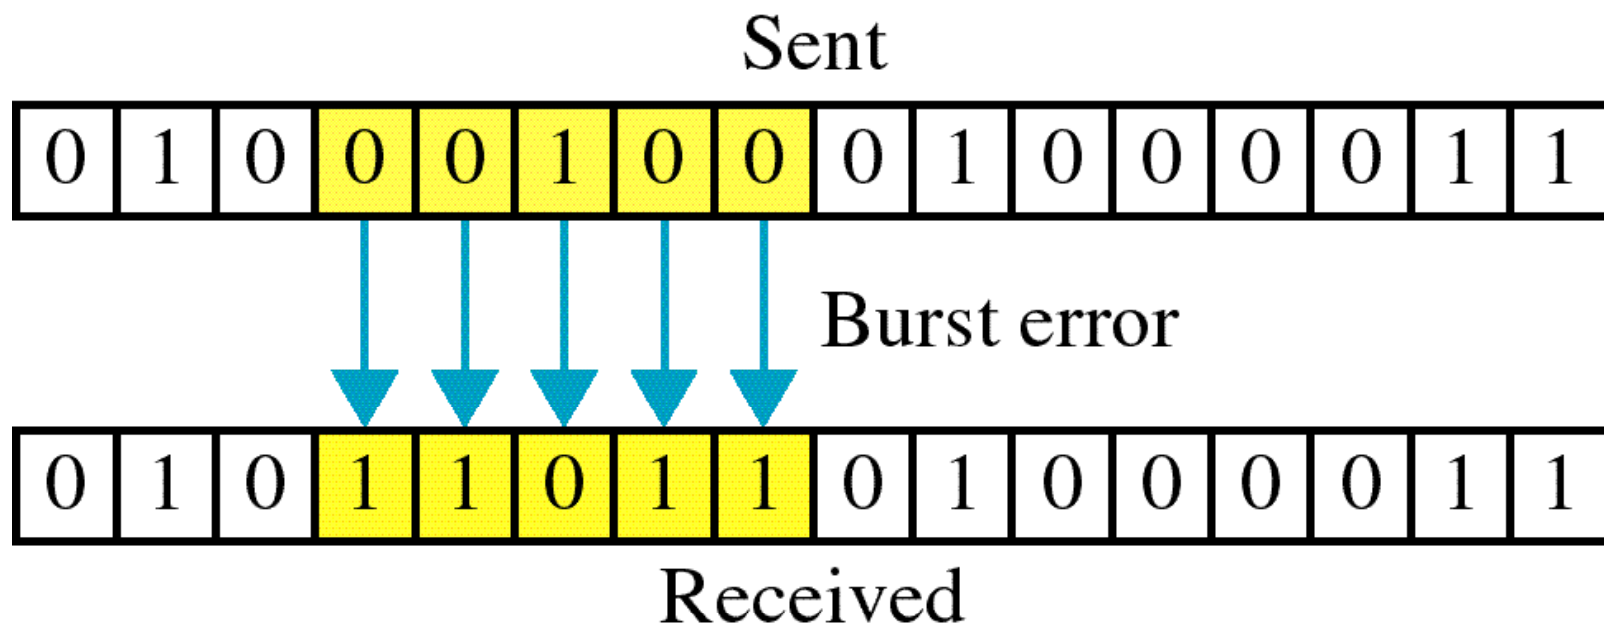 Sent
0 1 0 0 0 1 0 0 0 1 0 0 0 0 1 1
Burst error
0 1 0 1 1 0 1 1 0 1 0 0 0 0 1 1
Received